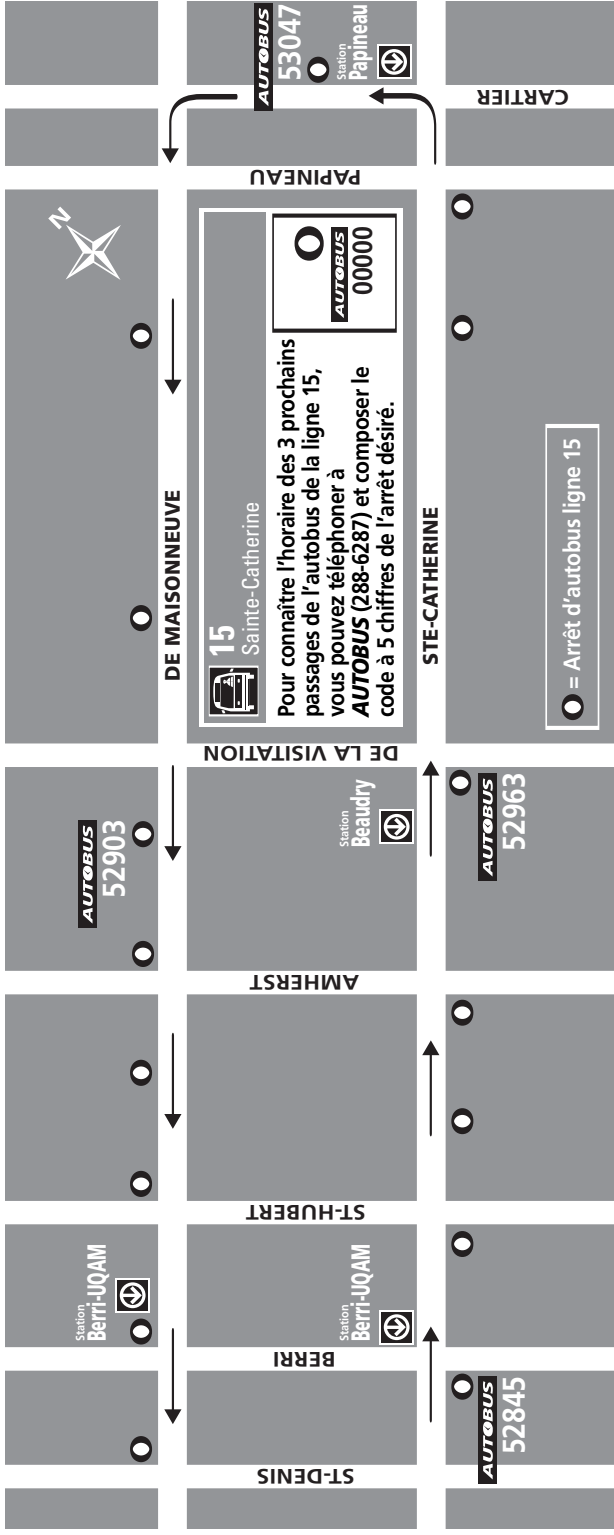 AUTOBUS
52903
DE MAISONNEUVE
Station
Berri-UQAM
N
ST-DENIS
BERRI
ST-HUBERT
AMHERST
DE LA VISITATION
PAPINEAU
CARTIER
15
Sainte-Catherine
Pour connaître l'horaire des 3 prochains
passages de l'autobus de la ligne 15,
vous pouvez téléphoner à
AUTOBUS (288-6287) et composer le
code à 5 chiffres de l'arrêt désiré.
AUTOBUS
00000
AUTOBUS
53047
Station
Papineau
Station
Berri-UQAM
Station
Beaudry
STE-CATHERINE
AUTOBUS
52845
AUTOBUS
52963
= Arrêt d'autobus ligne 15